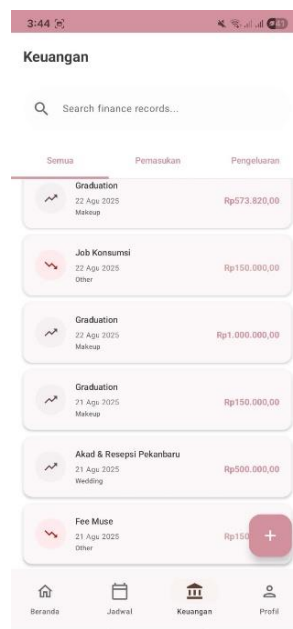 3:44
Keuangan
Search finance records...
Semua Pemasukan Pengeluaran
Graduation
22 Agu 2025 Rp573.820,00
Makeup
Job Konsumsi
22 Agu 2025 Rp150.000,00
Other
Graduation
22 Agu 2025 Rp1.000.000,00
Makeup
Graduation
21 Agu 2025 Rp150.000,00
Makeup
Akad & Resepsi Pekanbaru
21 Agu 2025 Rp500.000,00
Wedding
Fee Muse
21 Agu 2025 Rp150
Other
Beranda Jadwal Keuangan Profil